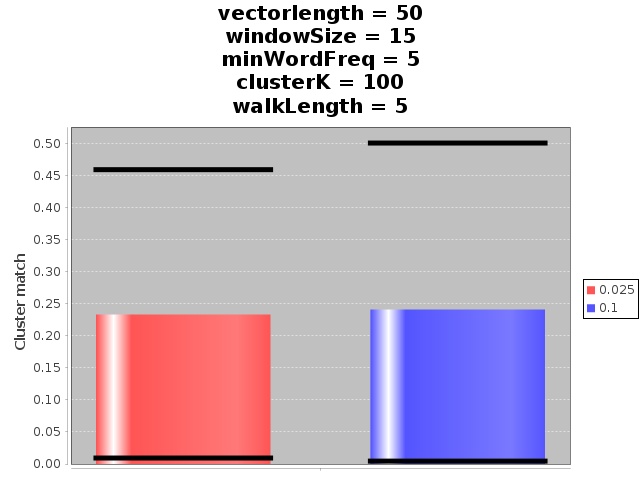 vectorlength = 50
windowSize = 15
minWordFreq = 5
clusterK = 100
walkLength = 5
0.50
0.45
0.40
0.35
0.30
0.25
0.20
0.15
0.10
0.05
0.00
Cluster match
0.025
0.1